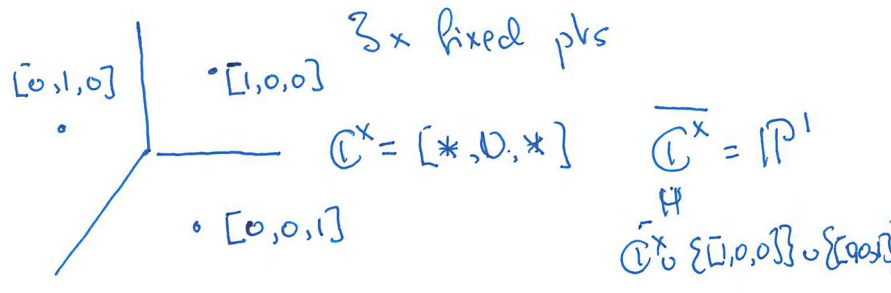 3x fixed pts
[0,1,0]
[1,0,0]
ℂ^× = [*,0,*]
\overline{ℂ^×} = ℙ^1
[0,0,1]
ℂ^× ∪ {[1,0,0]} ∪ {[0,0,1]